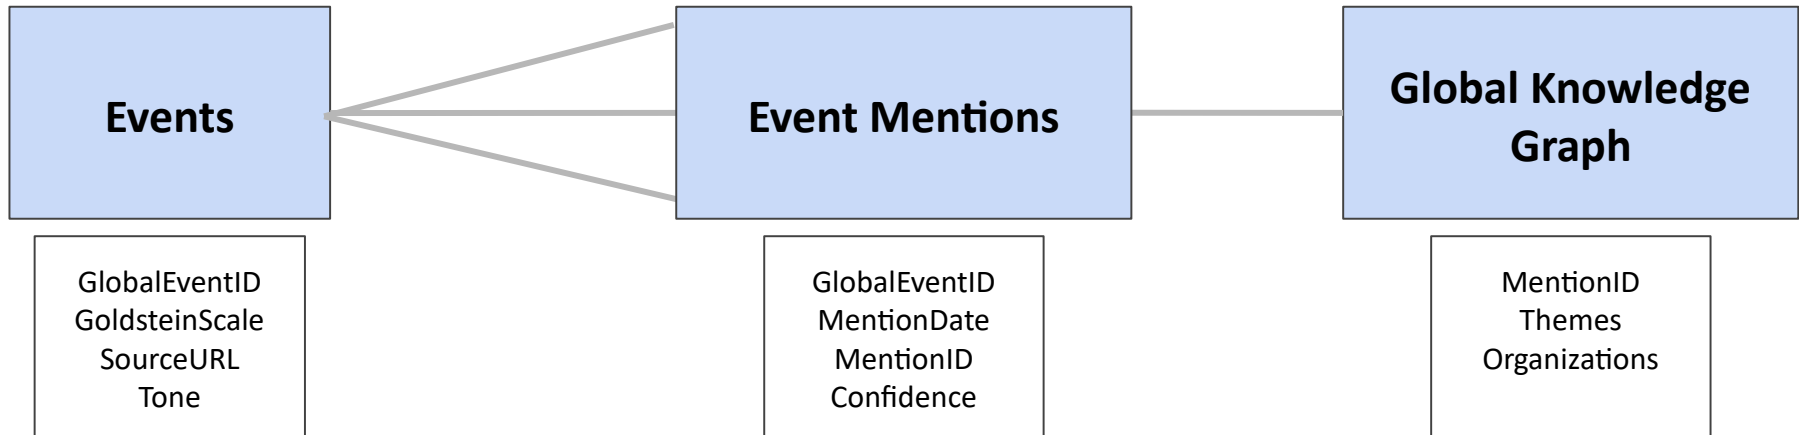 Events
Event Mentions
Global Knowledge
Graph
GlobalEventID
GoldsteinScale
SourceURL
Tone
GlobalEventID
MentionDate
MentionID
Confidence
MentionID
Themes
Organizations